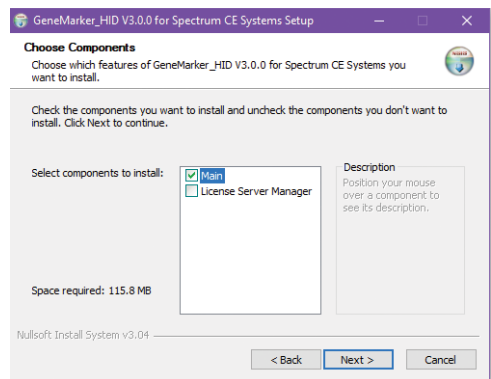 GeneMarker_HID V3.0.0 for Spectrum CE Systems Setup
Choose Components
Choose which features of GeneMarker_HID V3.0.0 for Spectrum CE Systems you
want to install.
Check the components you want to install and uncheck the components you don't want to
install. Click Next to continue.
Select components to install:
Main
License Server Manager
Description
Position your mouse
over a component to
see its description.
Space required: 115.8 MB
Nullsoft Install System v3.04
< Back
Next >
Cancel